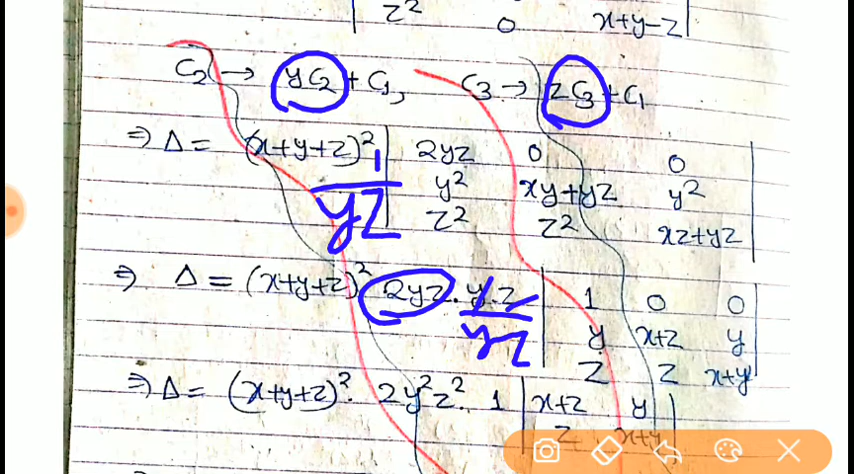 z² 0 x+y−z
C₂ → yC₂ + C₁, C₃ → zC₃ + C₁
⇒ Δ = (x+y+z)² 1/yz | 2yz 0 0 |
y² xy+yz y²
z² z² xz+yz
⇒ Δ = (x+y+z)² 2yz · y·z / yz | 1 0 0 |
y x+z y
z z x+y
⇒ Δ = (x+y+z)² · 2y²z² · 1 | x+z y |
z x+y